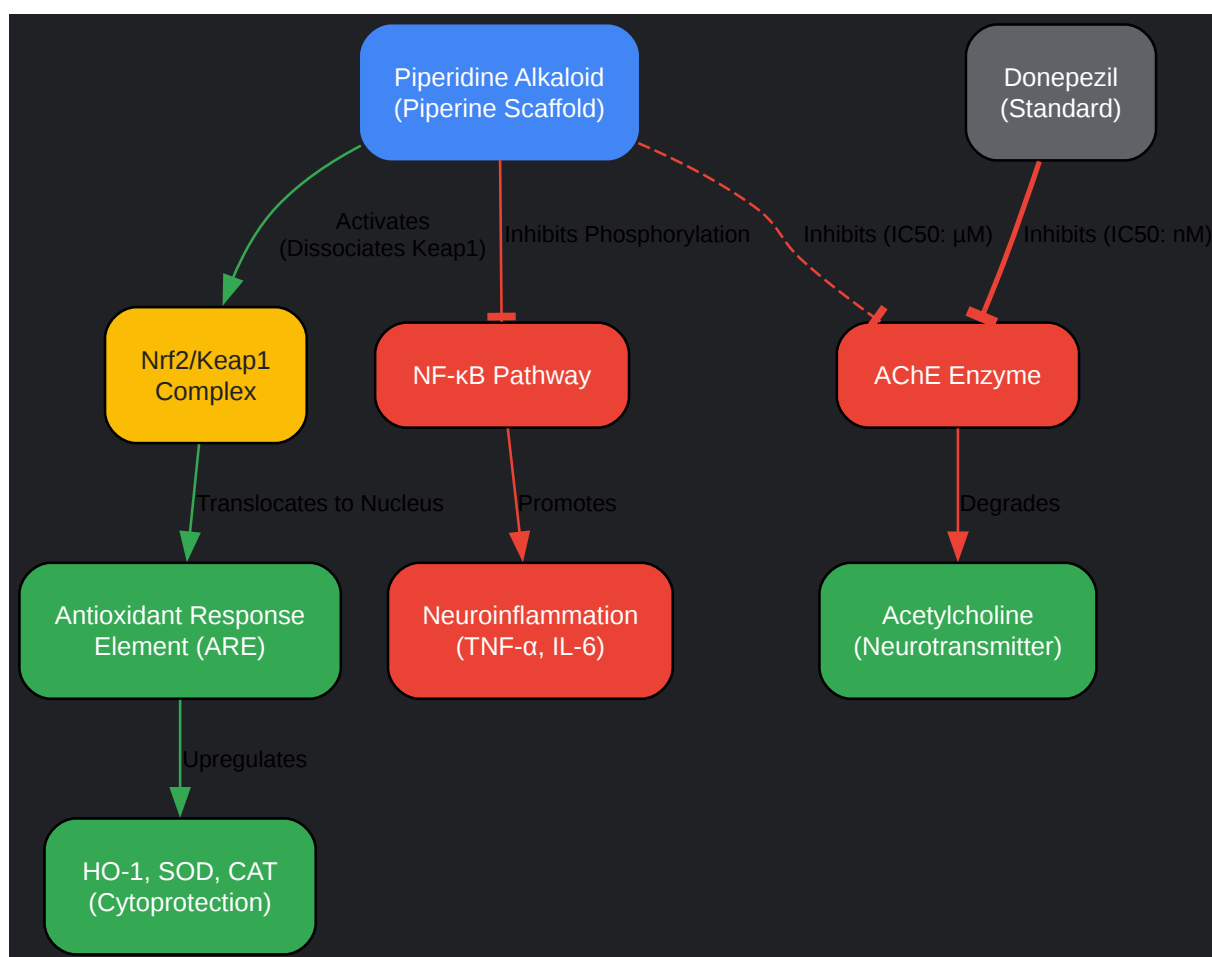 Piperidine Alkaloid
(Piperine Scaffold)
Donepezil
(Standard)
Activates
(Dissociates Keap1)
Inhibits Phosphorylation
Inhibits (IC50: µM)
Inhibits (IC50: nM)
Nrf2/Keap1
Complex
NF-κB Pathway
AChE Enzyme
Translocates to Nucleus
Promotes
Degrades
Antioxidant Response
Element (ARE)
Neuroinflammation
(TNF-α, IL-6)
Acetylcholine
(Neurotransmitter)
Upregulates
HO-1, SOD, CAT
(Cytoprotection)